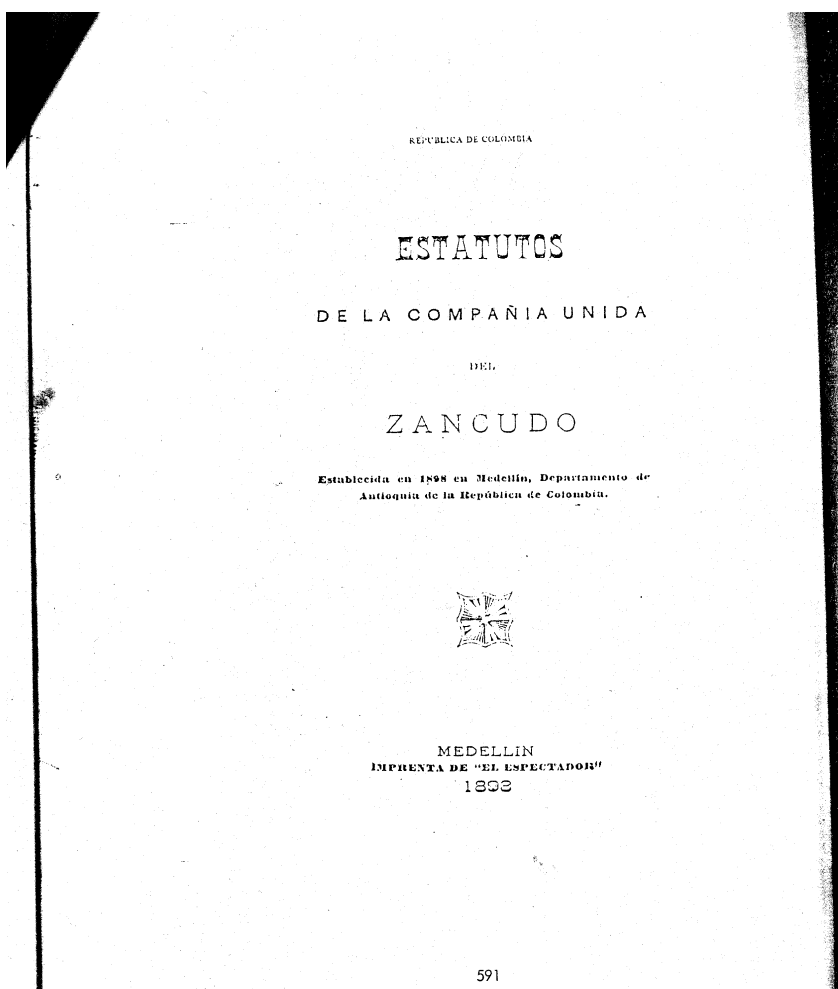 REPUBLICA DE COLOMBIA
ESTATUTOS
DE LA COMPAÑIA UNIDA
DEL
ZANCUDO
Establecida en 1898 en Medellín, Departamento de
Antioquia de la República de Colombia.
MEDELLIN
IMPRENTA DE "EL ESPECTADOR"
1898
591